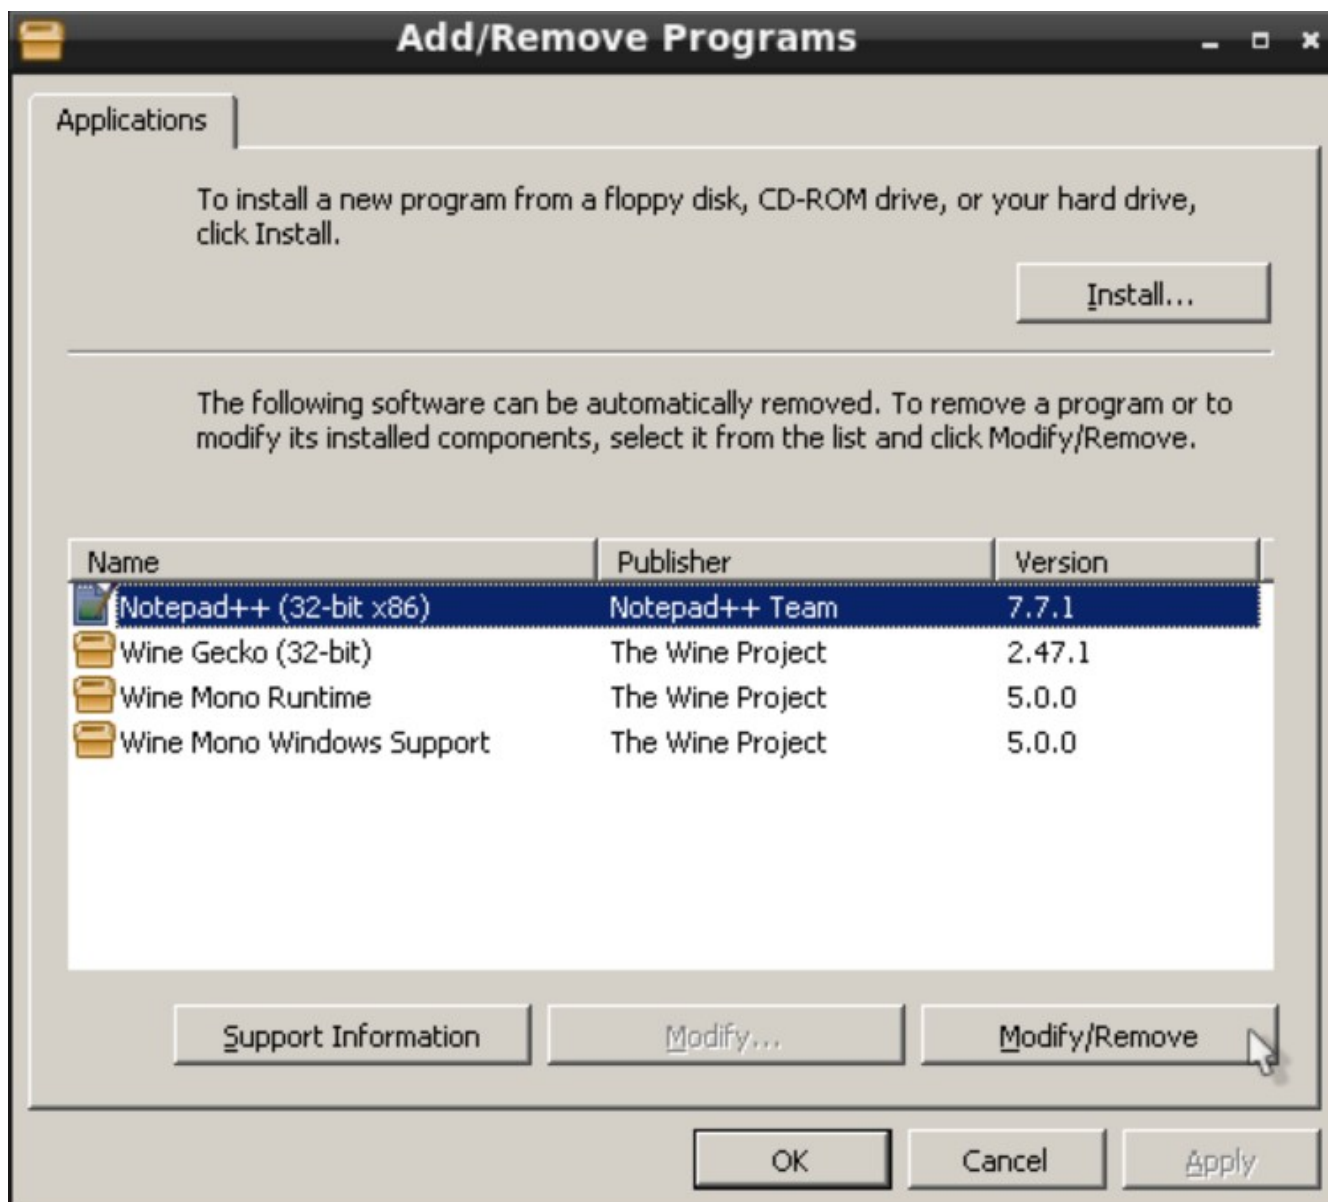 Add/Remove Programs
Applications
To install a new program from a floppy disk, CD-ROM drive, or your hard drive,
click Install.
Install...
The following software can be automatically removed. To remove a program or to
modify its installed components, select it from the list and click Modify/Remove.
Name Publisher Version
Notepad++ (32-bit x86) Notepad++ Team 7.7.1
Wine Gecko (32-bit) The Wine Project 2.47.1
Wine Mono Runtime The Wine Project 5.0.0
Wine Mono Windows Support The Wine Project 5.0.0
Support Information Modify... Modify/Remove
OK Cancel Apply